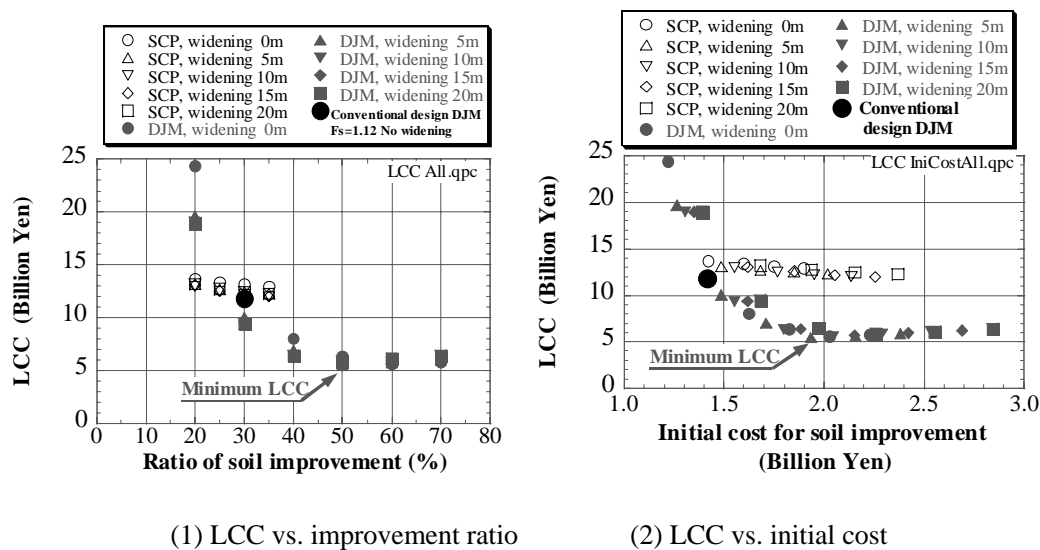 SCP, widening 0m
SCP, widening 5m
SCP, widening 10m
SCP, widening 15m
SCP, widening 20m
DJM, widening 0m
DJM, widening 5m
DJM, widening 10m
DJM, widening 15m
DJM, widening 20m
Conventional design DJM
Fs=1.12 No widening
LCC All.qpc
25
20
15
10
5
0
LCC (Billion Yen)
Minimum LCC
0 10 20 30 40 50 60 70 80
Ratio of soil improvement (%)
(1) LCC vs. improvement ratio
SCP, widening 0m
SCP, widening 5m
SCP, widening 10m
SCP, widening 15m
SCP, widening 20m
DJM, widening 0m
DJM, widening 5m
DJM, widening 10m
DJM, widening 15m
DJM, widening 20m
Conventional
design DJM
LCC IniCostAll.qpc
25
20
15
10
5
0
LCC (Billion Yen)
Minimum LCC
1.0 1.5 2.0 2.5 3.0
Initial cost for soil improvement
(Billion Yen)
(2) LCC vs. initial cost